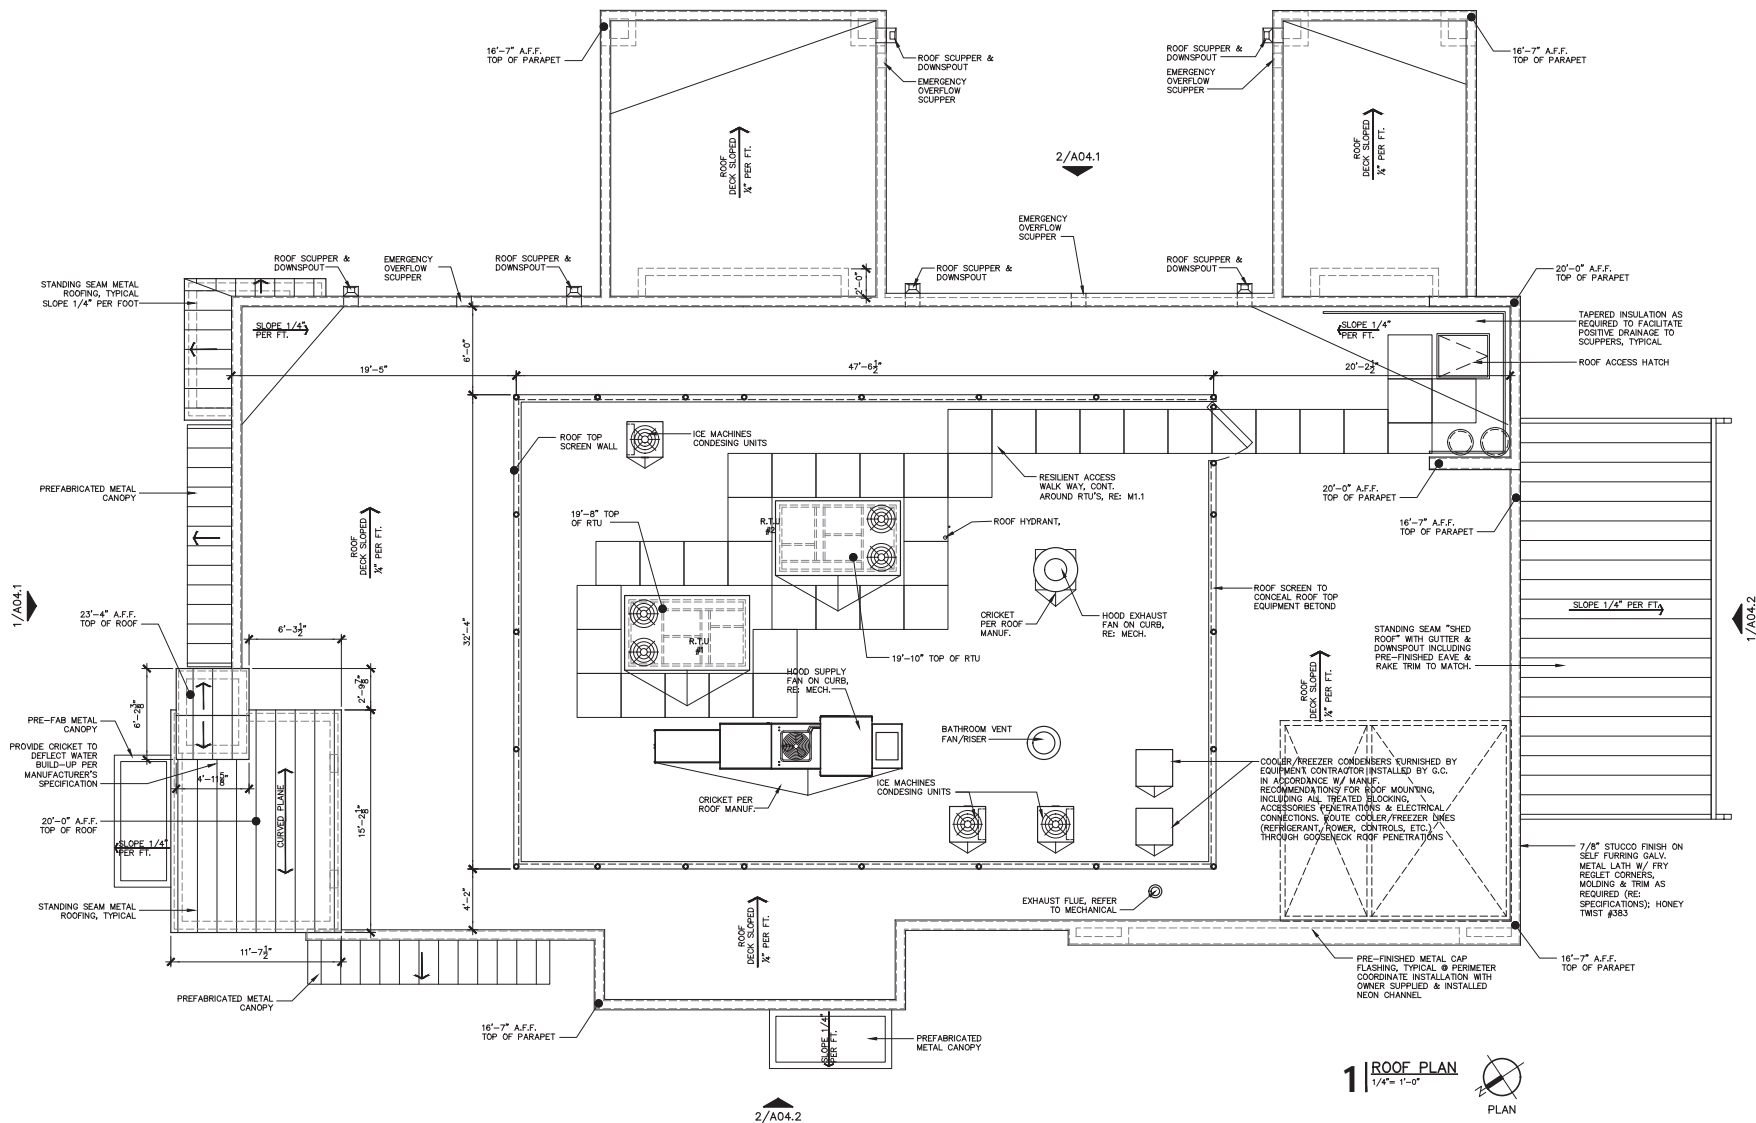 16'-7" A.F.F.
TOP OF PARAPET
ROOF SCUPPER &
DOWNSPOUT
EMERGENCY
OVERFLOW
SCUPPER
ROOF SCUPPER &
DOWNSPOUT
EMERGENCY
OVERFLOW
SCUPPER
16'-7" A.F.F.
TOP OF PARAPET
ROOF
DECK SLOPED
¼" PER FT.
ROOF
DECK SLOPED
¼" PER FT.
2/A04.1
EMERGENCY
OVERFLOW
SCUPPER
ROOF SCUPPER &
DOWNSPOUT
EMERGENCY
OVERFLOW
SCUPPER
ROOF SCUPPER &
DOWNSPOUT
2'-0"
ROOF SCUPPER &
DOWNSPOUT
ROOF SCUPPER &
DOWNSPOUT
20'-0" A.F.F.
TOP OF PARAPET
STANDING SEAM METAL
ROOFING, TYPICAL
SLOPE 1/4" PER FOOT
SLOPE 1/4"
PER FT.
6'-0"
SLOPE 1/4"
PER FT.
TAPERED INSULATION AS
REQUIRED TO FACILITATE
POSITIVE DRAINAGE TO
SCUPPERS, TYPICAL
ROOF ACCESS HATCH
19'-5"
47'-6½"
20'-2½"
ROOF TOP
SCREEN WALL
ICE MACHINES
CONDESING UNITS
RESILIENT ACCESS
WALK WAY, CONT.
AROUND RTU'S, RE: M1.1
20'-0" A.F.F.
TOP OF PARAPET
16'-7" A.F.F.
TOP OF PARAPET
PREFABRICATED METAL
CANOPY
ROOF
DECK SLOPED
¼" PER FT.
19'-8" TOP
OF RTU
R.T.U
#2
ROOF HYDRANT,
1/A04.1
23'-4" A.F.F.
TOP OF ROOF
6'-3½"
32'-4"
R.T.U
#1
CRICKET
PER ROOF
MANUF.
HOOD EXHAUST
FAN ON CURB,
RE: MECH.
ROOF SCREEN TO
CONCEAL ROOF TOP
EQUIPMENT BETOND
SLOPE 1/4" PER FT.
1/A04.2
STANDING SEAM "SHED
ROOF" WITH GUTTER &
DOWNSPOUT INCLUDING
PRE-FINISHED EAVE &
RAKE TRIM TO MATCH.
19'-10" TOP OF RTU
HOOD SUPPLY
FAN ON CURB,
RE: MECH.
ROOF
DECK SLOPED
¼" PER FT.
6'-2⅜"
2'-9⅞"
PRE-FAB METAL
CANOPY
PROVIDE CRICKET TO
DEFLECT WATER
BUILD-UP PER
MANUFACTURER'S
SPECIFICATION
4'-11⅝"
BATHROOM VENT
FAN/RISER
COOLER/FREEZER CONDENSERS FURNISHED BY
EQUIPMENT CONTRACTOR INSTALLED BY G.C.
IN ACCORDANCE W/ MANUF.
RECOMMENDATIONS FOR ROOF MOUNTING,
INCLUDING ALL TREATED BLOCKING,
ACCESSORIES PENETRATIONS & ELECTRICAL
CONNECTIONS. ROUTE COOLER/FREEZER LINES
(REFRIGERANT, POWER, CONTROLS, ETC.)
THROUGH GOOSENECK ROOF PENETRATIONS
ICE MACHINES
CONDESING UNITS
CRICKET PER
ROOF MANUF.
20'-0" A.F.F.
TOP OF ROOF
CURVED PLANE
15'-2⅛"
SLOPE 1/4"
PER FT.
7/8" STUCCO FINISH ON
SELF FURRING GALV.
METAL LATH W/ FRY
REGLET CORNERS,
MOLDING & TRIM AS
REQUIRED (RE:
SPECIFICATIONS); HONEY
TWIST #383
STANDING SEAM METAL
ROOFING, TYPICAL
4'-2"
EXHAUST FLUE, REFER
TO MECHANICAL
ROOF
DECK SLOPED
¼" PER FT.
11'-7½"
PREFABRICATED METAL
CANOPY
16'-7" A.F.F.
TOP OF PARAPET
SLOPE 1/4"
PER FT.
PREFABRICATED
METAL CANOPY
PRE-FINISHED METAL CAP
FLASHING, TYPICAL @ PERIMETER
COORDINATE INSTALLATION WITH
OWNER SUPPLIED & INSTALLED
NEON CHANNEL
16'-7" A.F.F.
TOP OF PARAPET
2/A04.2
1 ROOF PLAN
1/4"= 1'-0"
N
PLAN